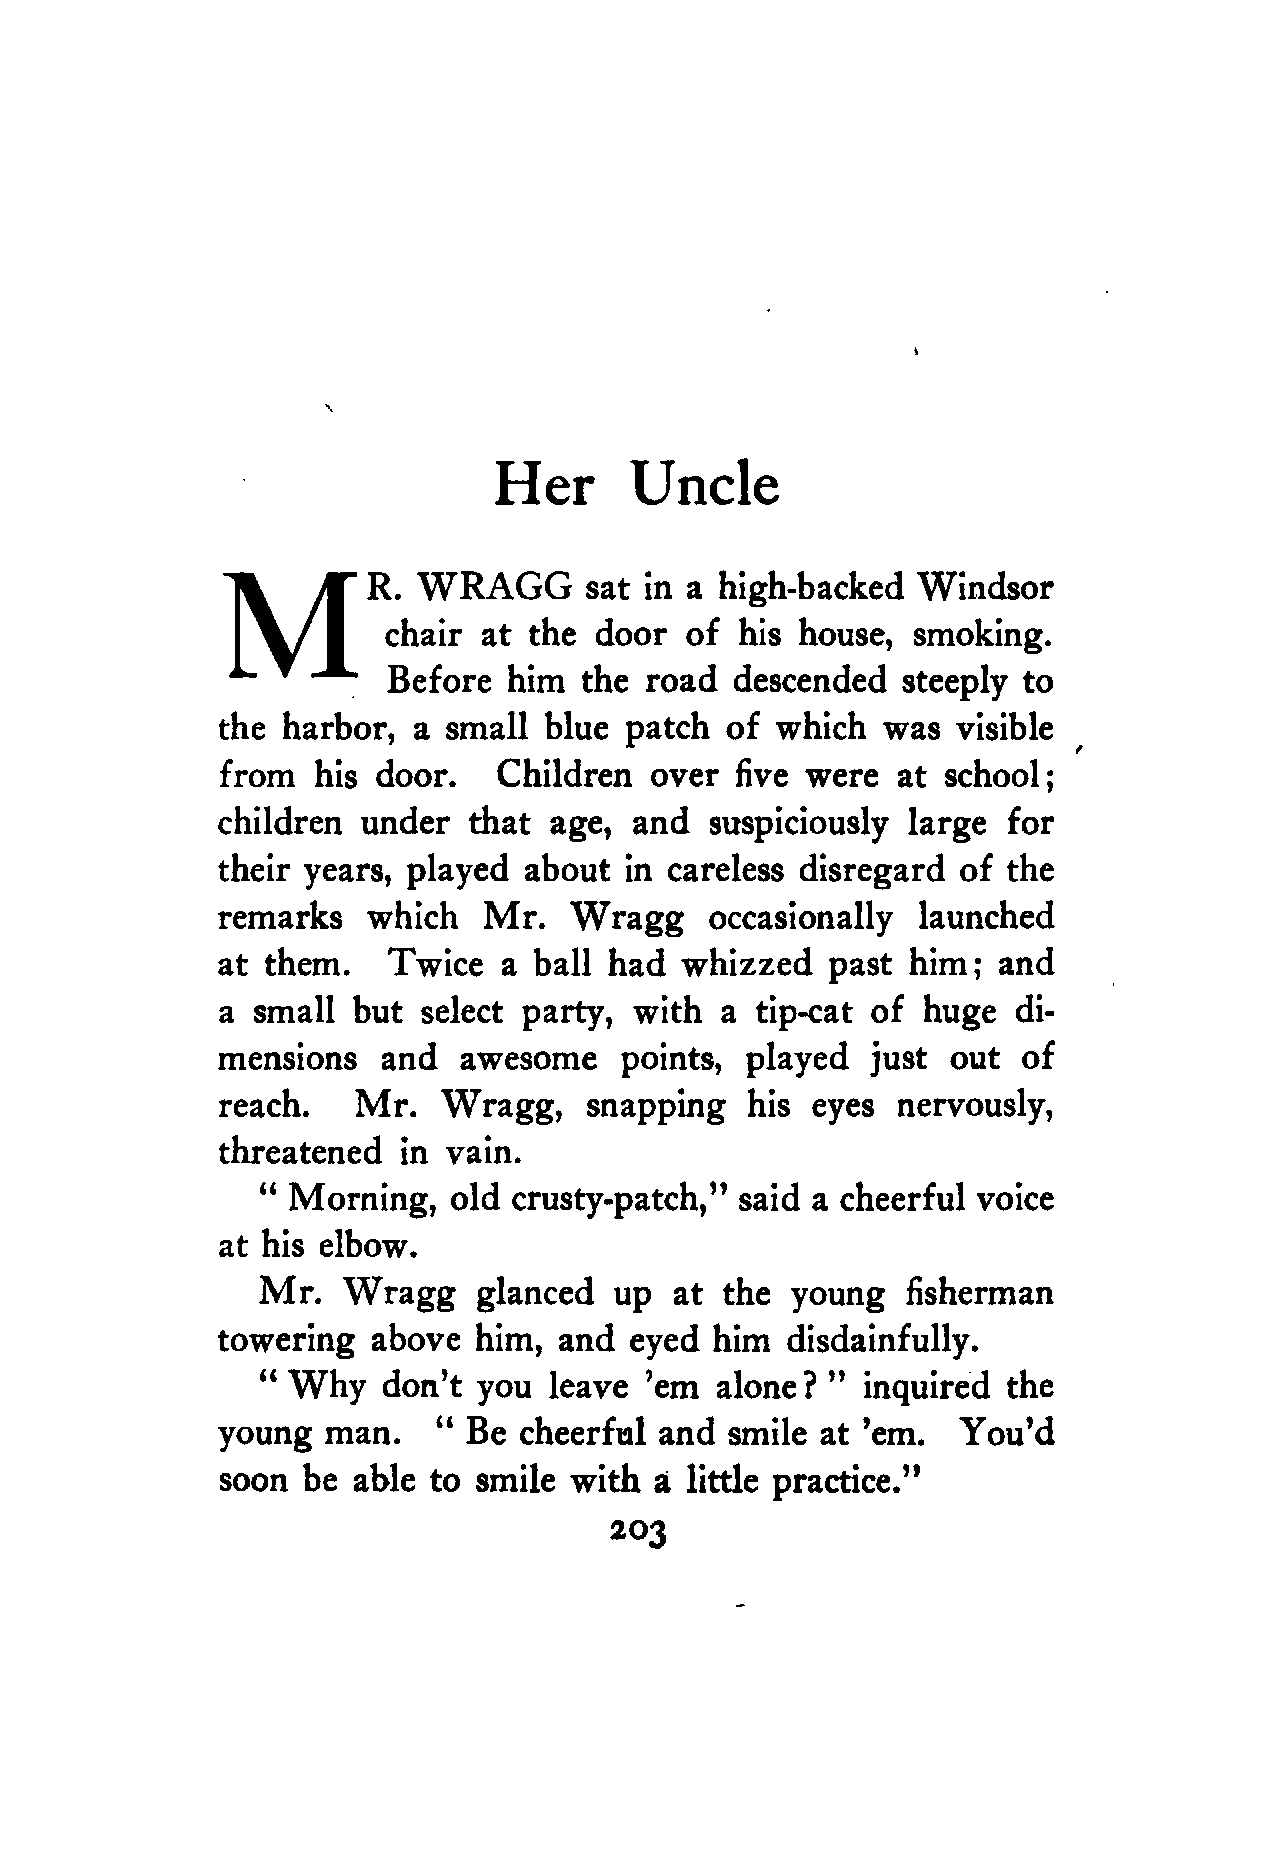 Her Uncle
MR. WRAGG sat in a high-backed Windsor
chair at the door of his house, smoking.
Before him the road descended steeply to
the harbor, a small blue patch of which was visible
from his door. Children over five were at school;
children under that age, and suspiciously large for
their years, played about in careless disregard of the
remarks which Mr. Wragg occasionally launched
at them. Twice a ball had whizzed past him; and
a small but select party, with a tip-cat of huge di-
mensions and awesome points, played just out of
reach. Mr. Wragg, snapping his eyes nervously,
threatened in vain.
“ Morning, old crusty-patch,” said a cheerful voice
at his elbow.
Mr. Wragg glanced up at the young fisherman
towering above him, and eyed him disdainfully.
“ Why don't you leave 'em alone? ” inquired the
young man. “ Be cheerful and smile at 'em. You'd
soon be able to smile with a little practice.”
203